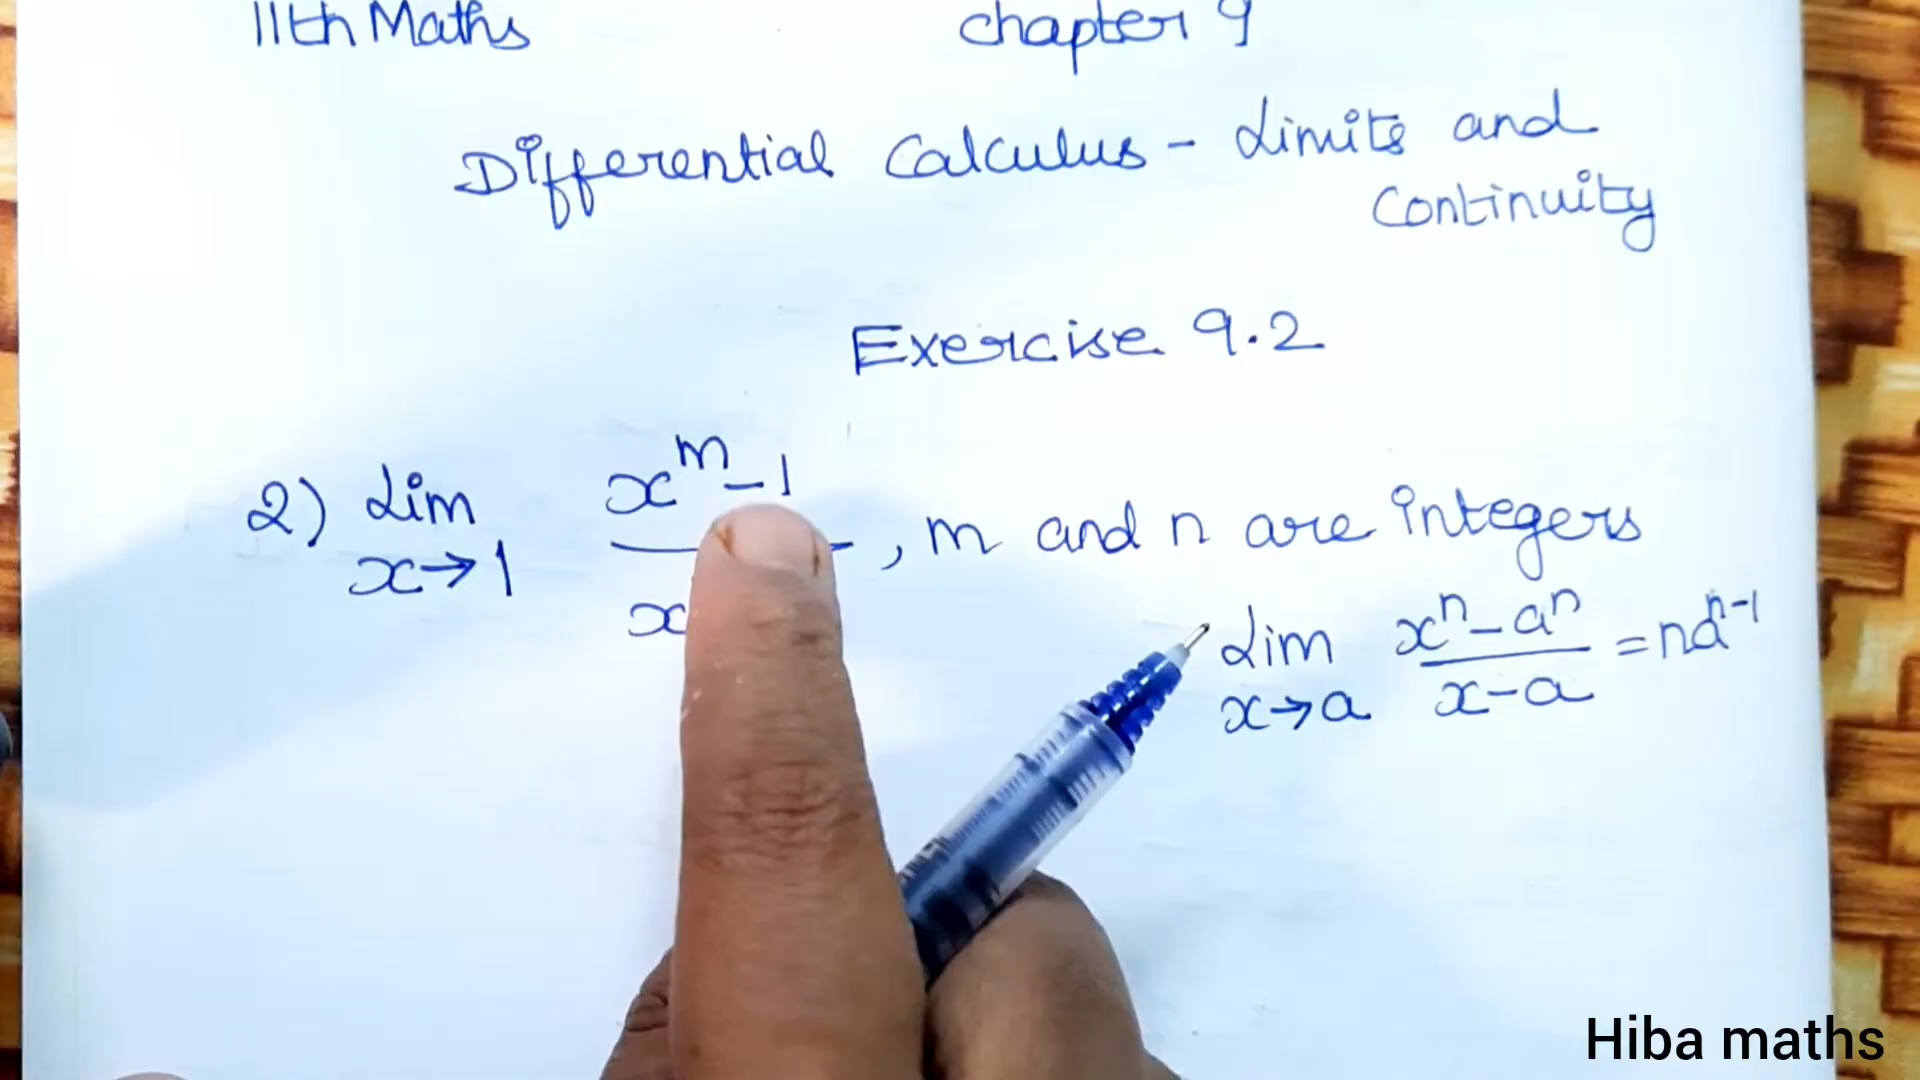 11th Maths chapter 9
Differential Calculus - Limits and
Continuity
Exercise 9.2
2) Lim x→1 x^m - 1 / x , m and n are integers
Lim x→a x^n - a^n / x - a = na^n-1
Hiba maths